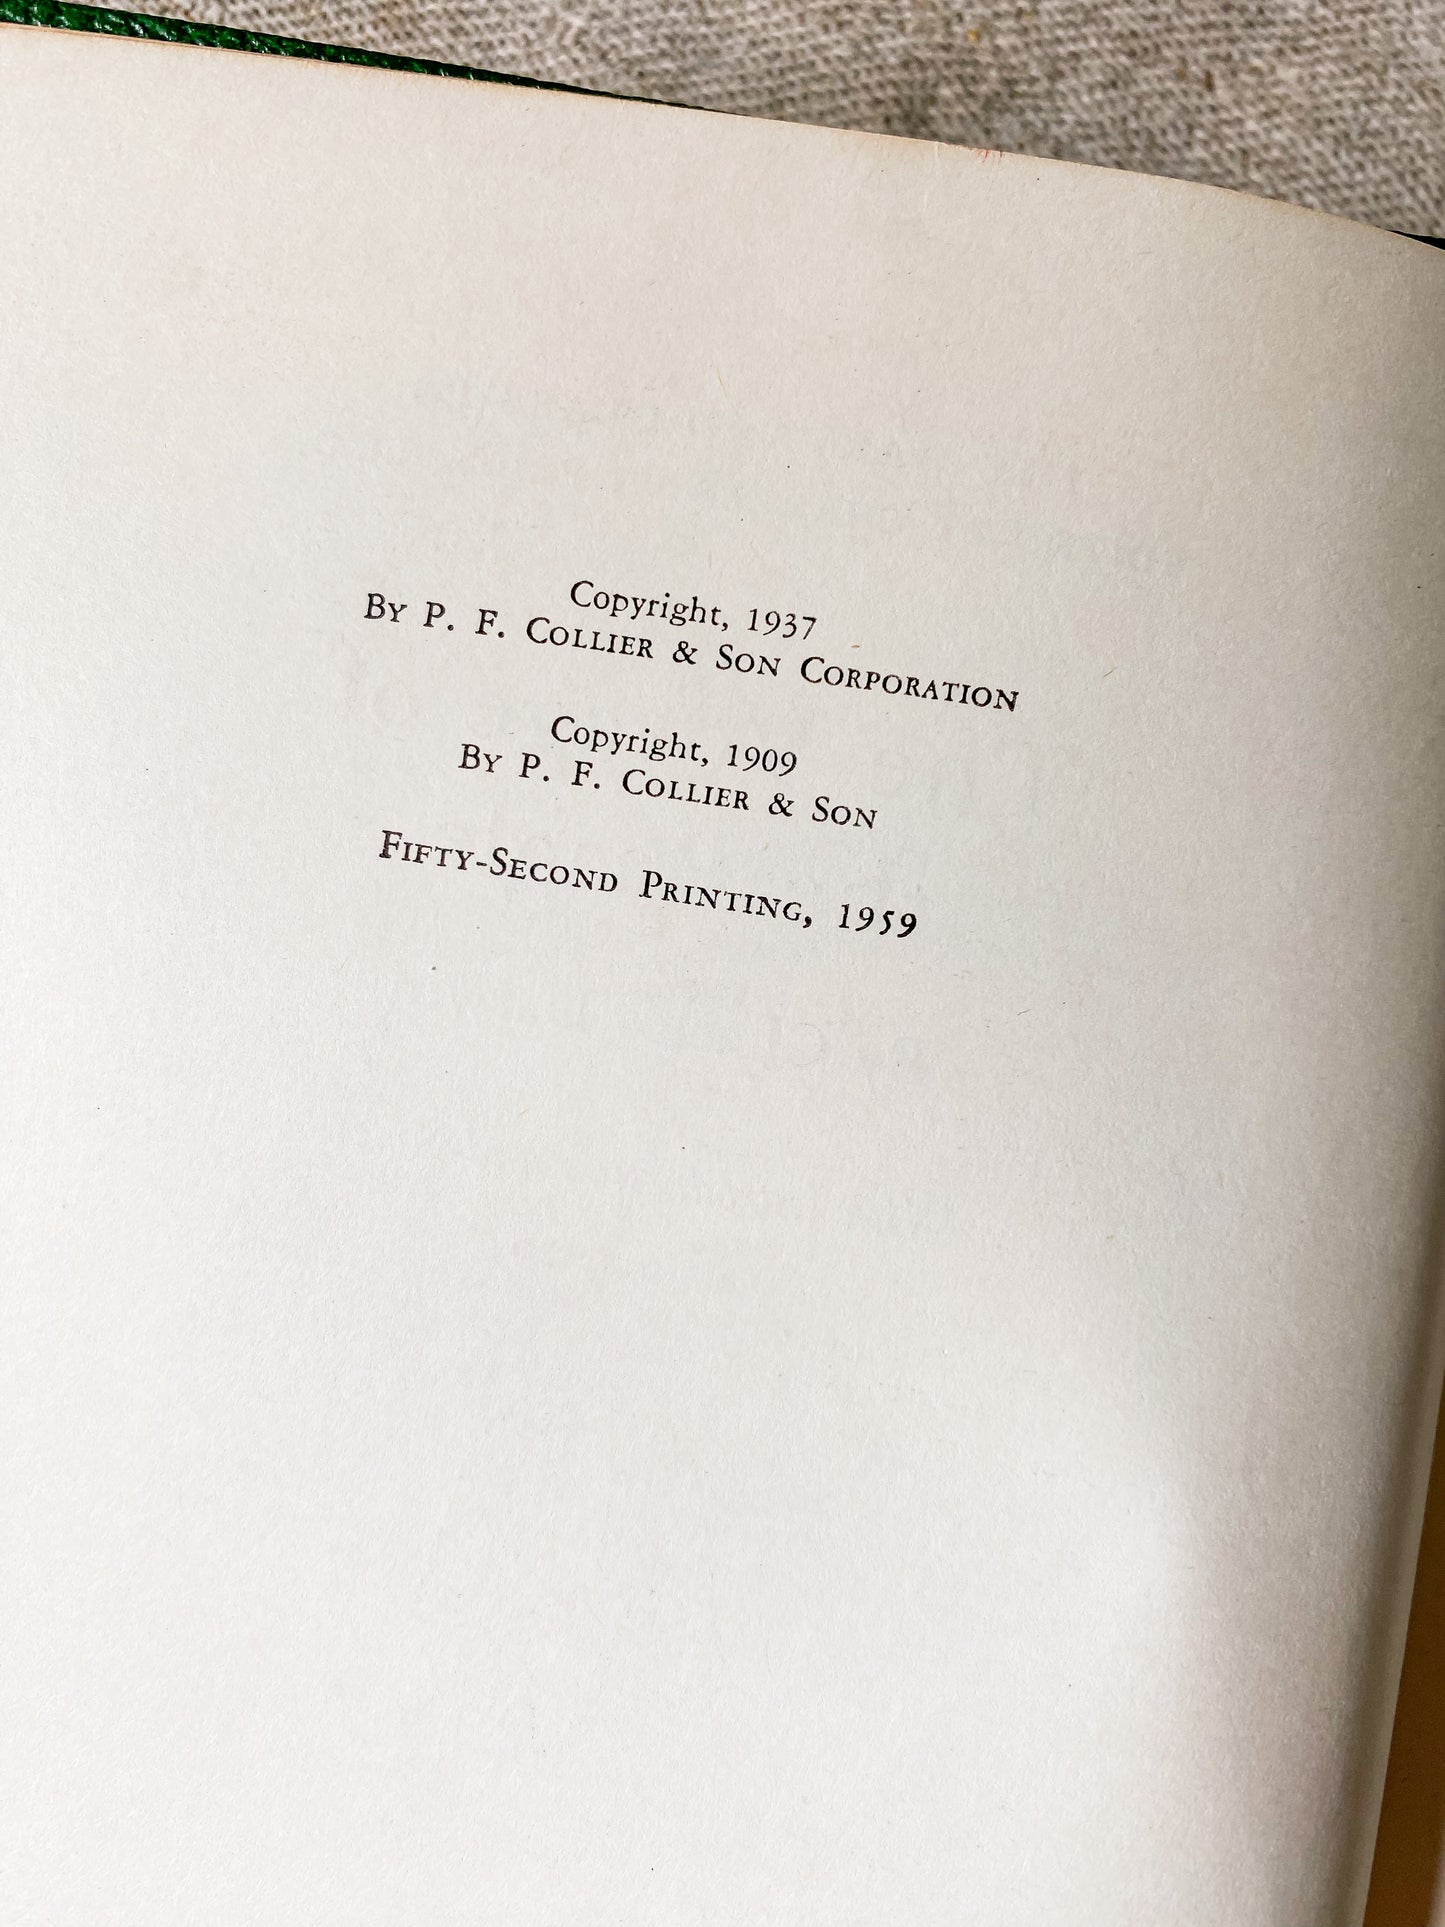 Copyright, 1937
By P. F. Collier & Son Corporation
Copyright, 1909
By P. F. Collier & Son
Fifty-Second Printing, 1959